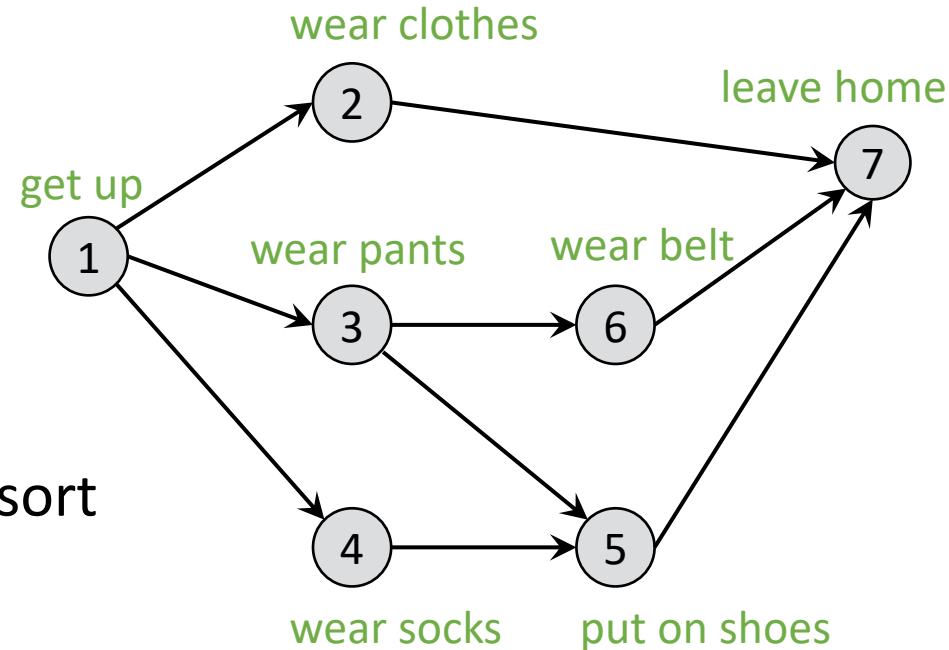 wear clothes
2
leave home
7
get up
1
wear pants
wear belt
3
6
sort
4
5
wear socks
put on shoes